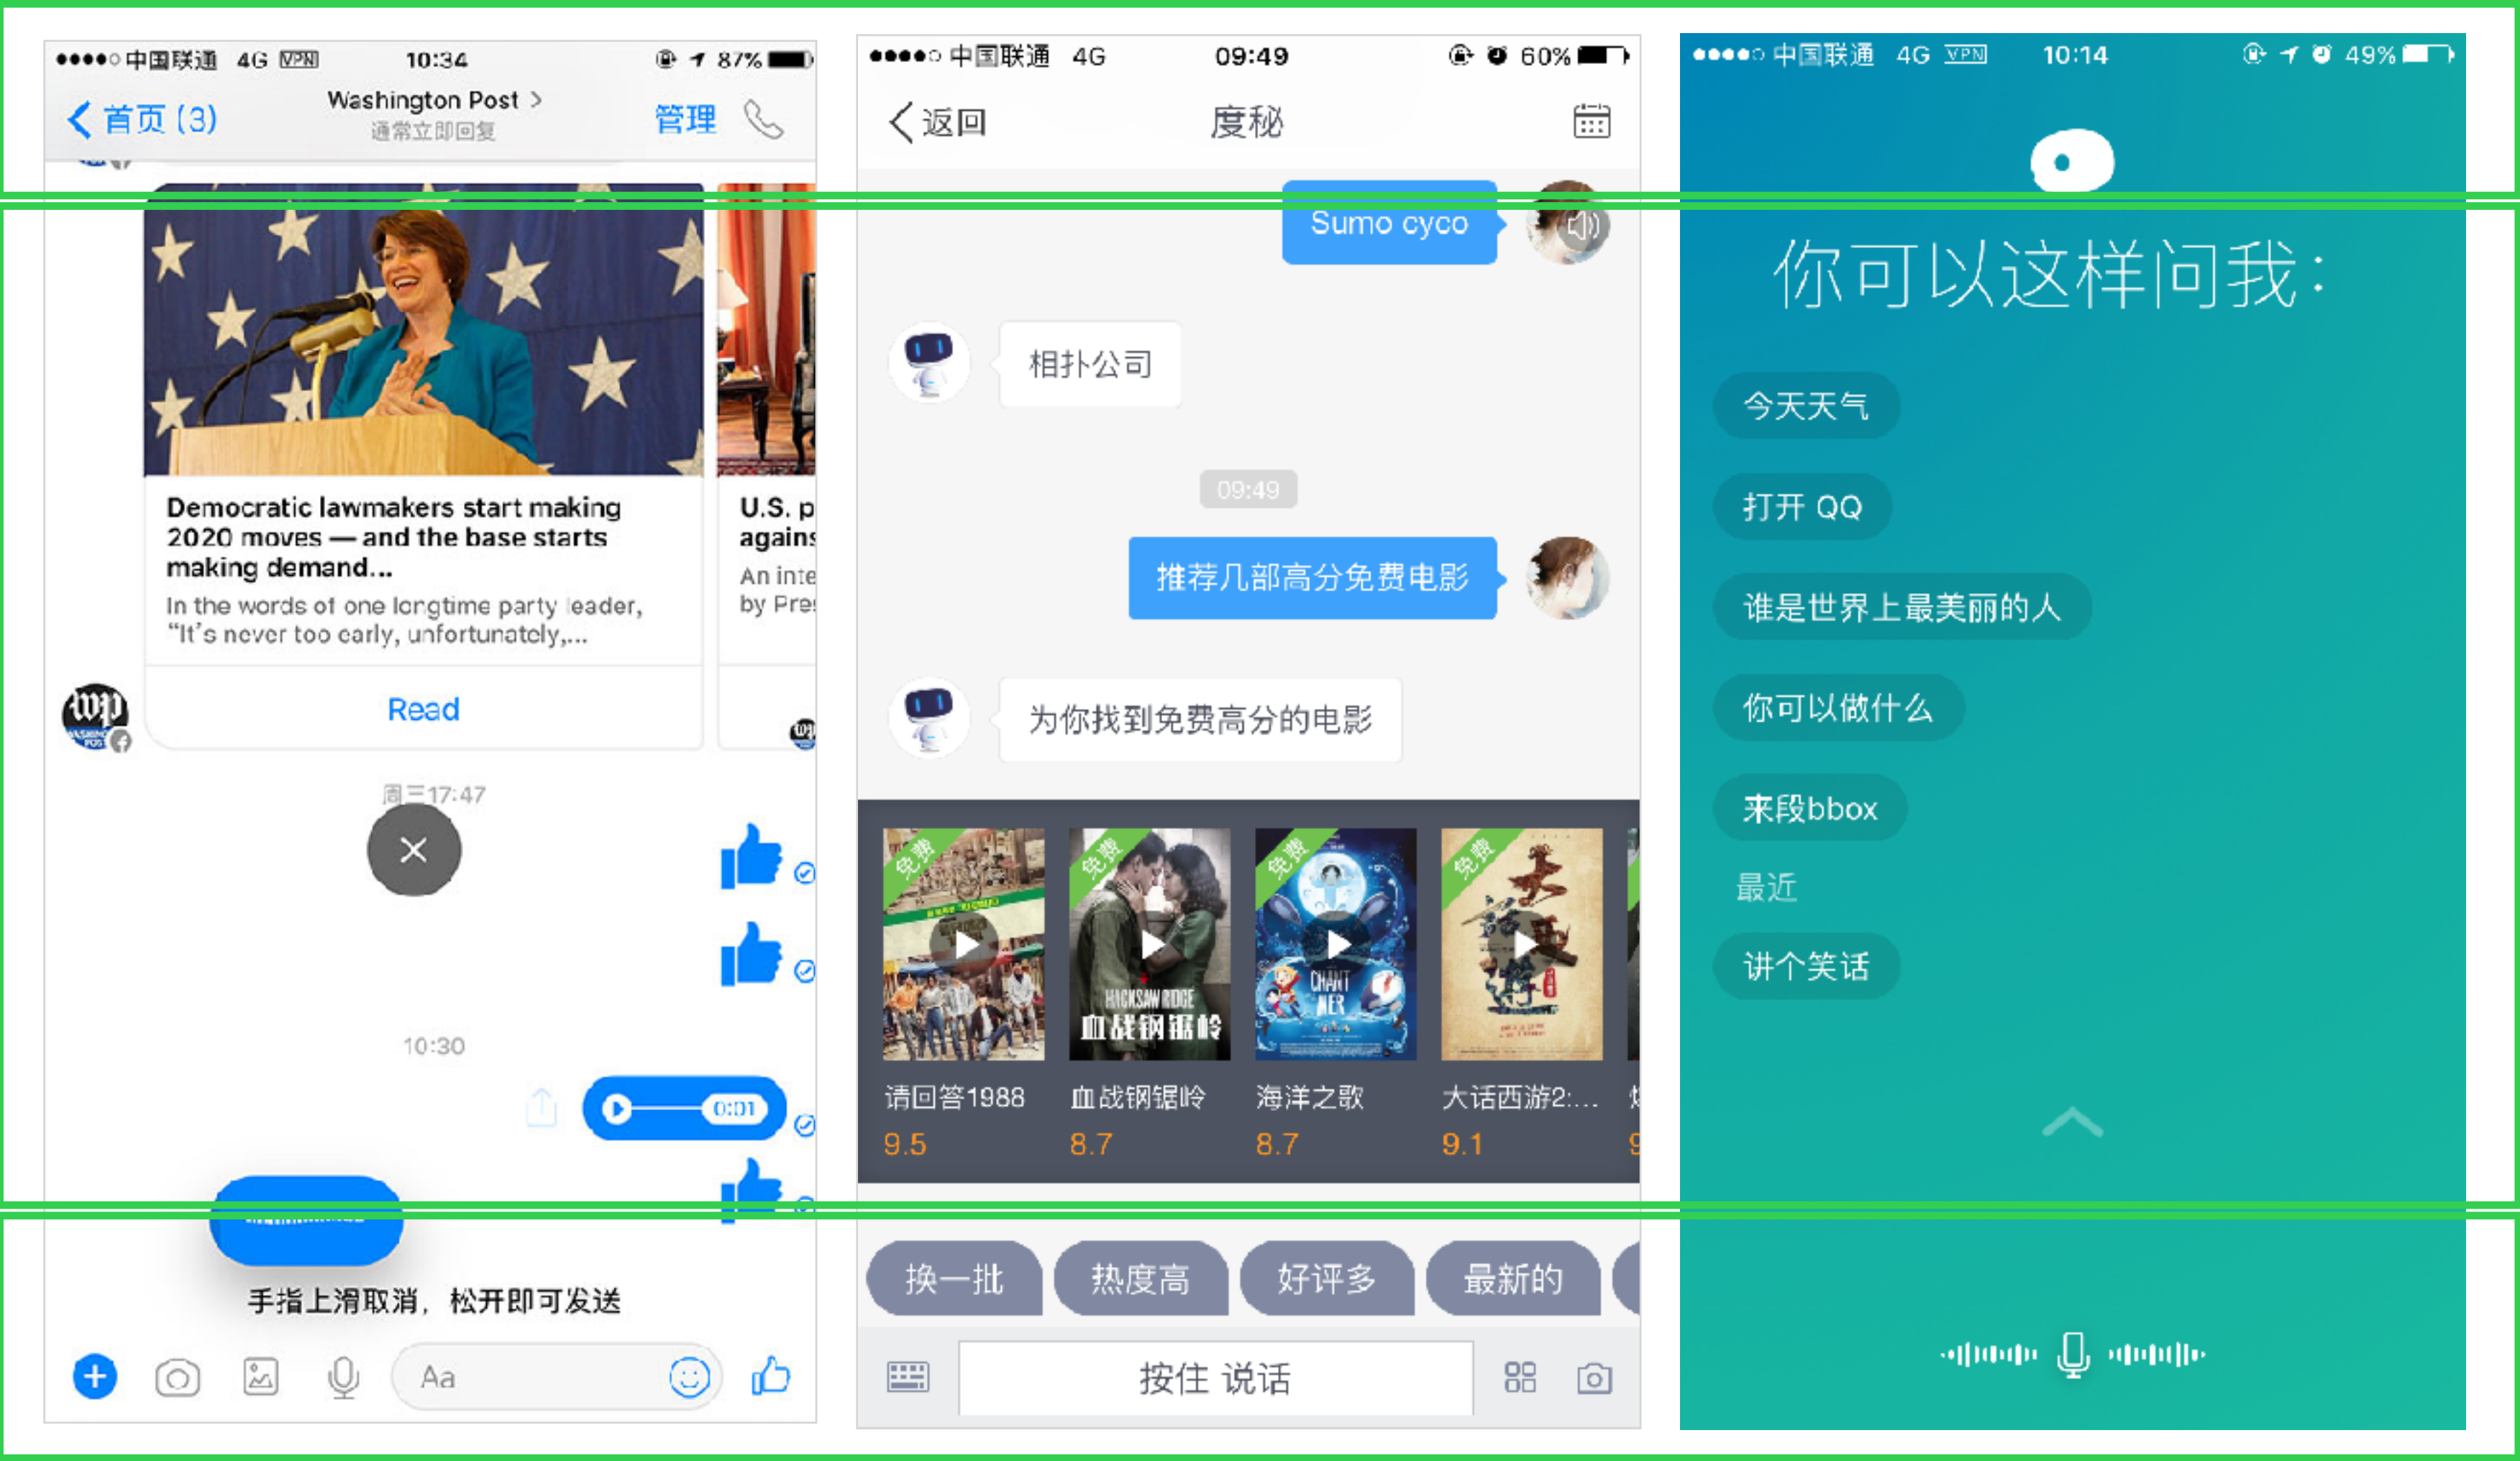 中国联通 4G VPN 10:34 87%
首页 (3)
Washington Post
通常立即回复
管理
Democratic lawmakers start making
2020 moves — and the base starts
making demand...
In the words of one longtime party leader,
“It’s never too early, unfortunately,...
Read
U.S. p
agains
An inte
by Pres
wp
周三17:47
10:30
0:01
手指上滑取消，松开即可发送
Aa
中国联通 4G 09:49 60%
返回
度秘
Sumo cyco
相扑公司
09:49
推荐几部高分免费电影
为你找到免费高分的电影
免费
免费
免费
免费
HACKSAW RIDGE
血战钢锯岭
大话西游
请回答1988
血战钢锯岭
海洋之歌
大话西游2:...
9.5
8.7
8.7
9.1
换一批
热度高
好评多
最新的
按住 说话
中国联通 4G VPN 10:14 49%
你可以这样问我：
今天天气
打开 QQ
谁是世界上最美丽的人
你可以做什么
来段bbox
最近
讲个笑话